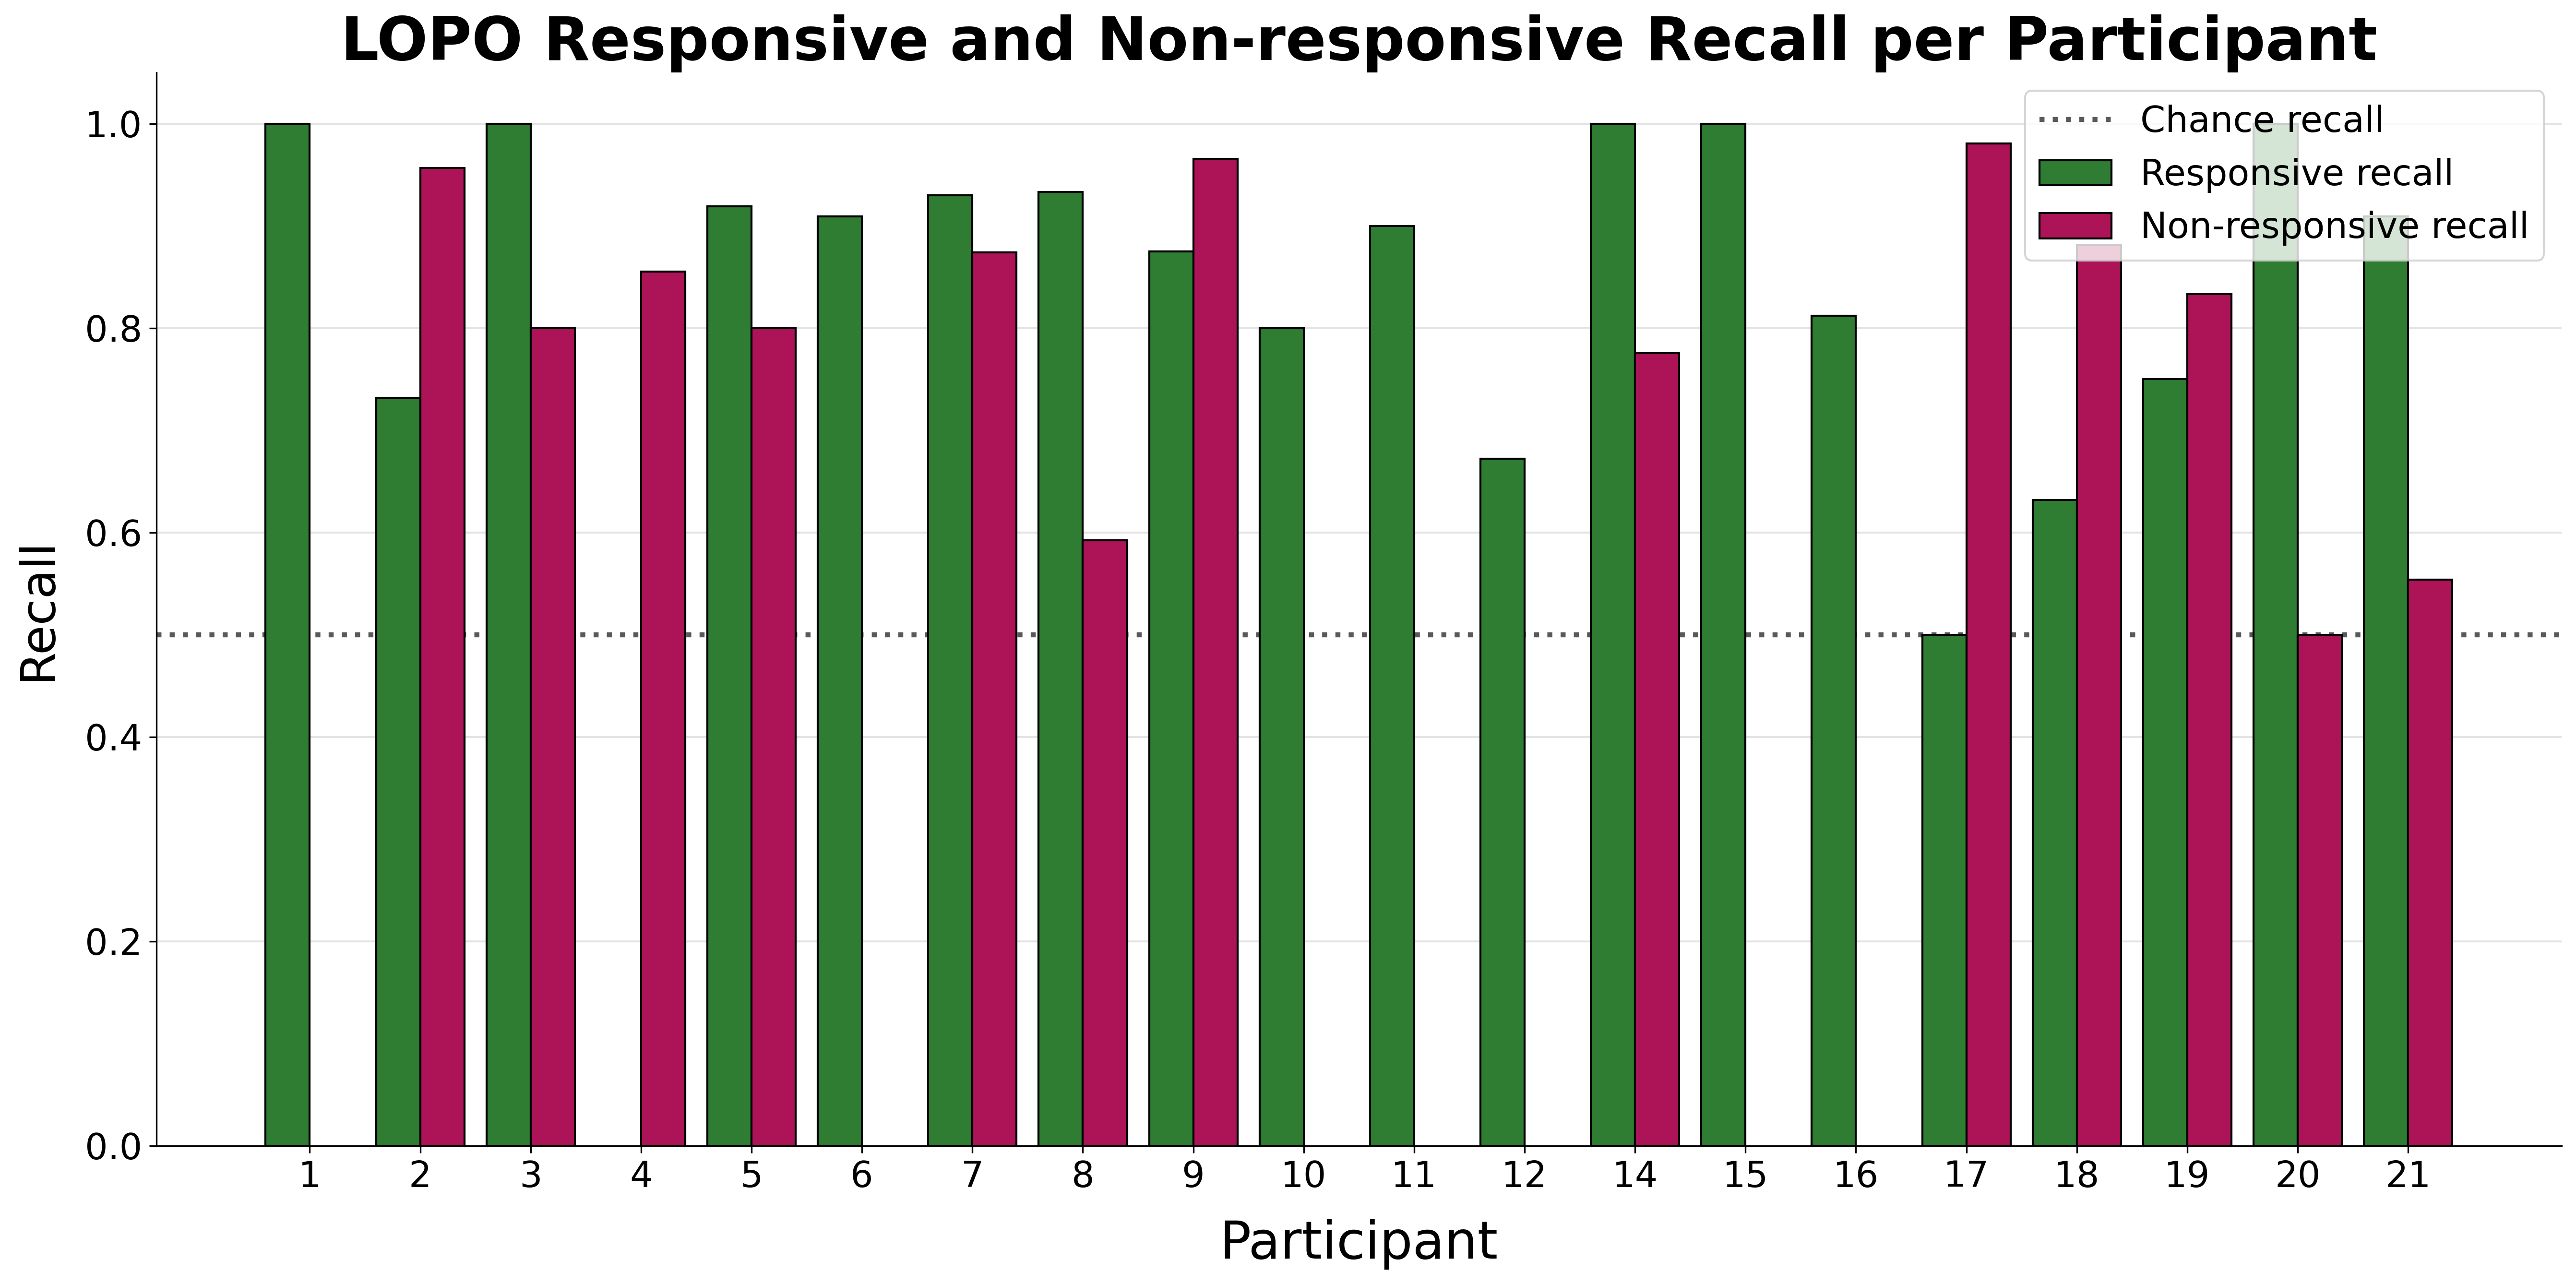 LOPO Responsive and Non-responsive Recall per Participant
Chance recall
Responsive recall
Non-responsive recall
1.0
0.8
0.6
0.4
0.2
0.0
Recall
1 2 3 4 5 6 7 8 9 10 11 12 14 15 16 17 18 19 20 21
Participant